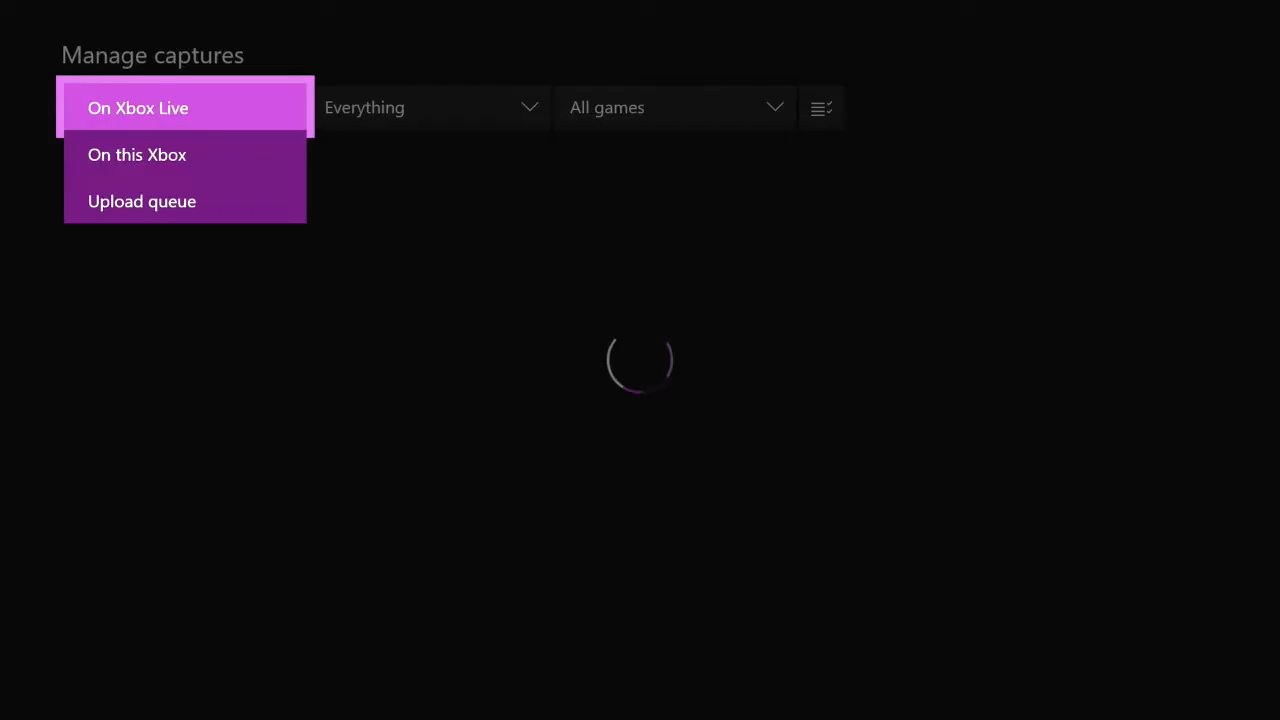 Manage captures
On Xbox Live
Everything
All games
On this Xbox
Upload queue